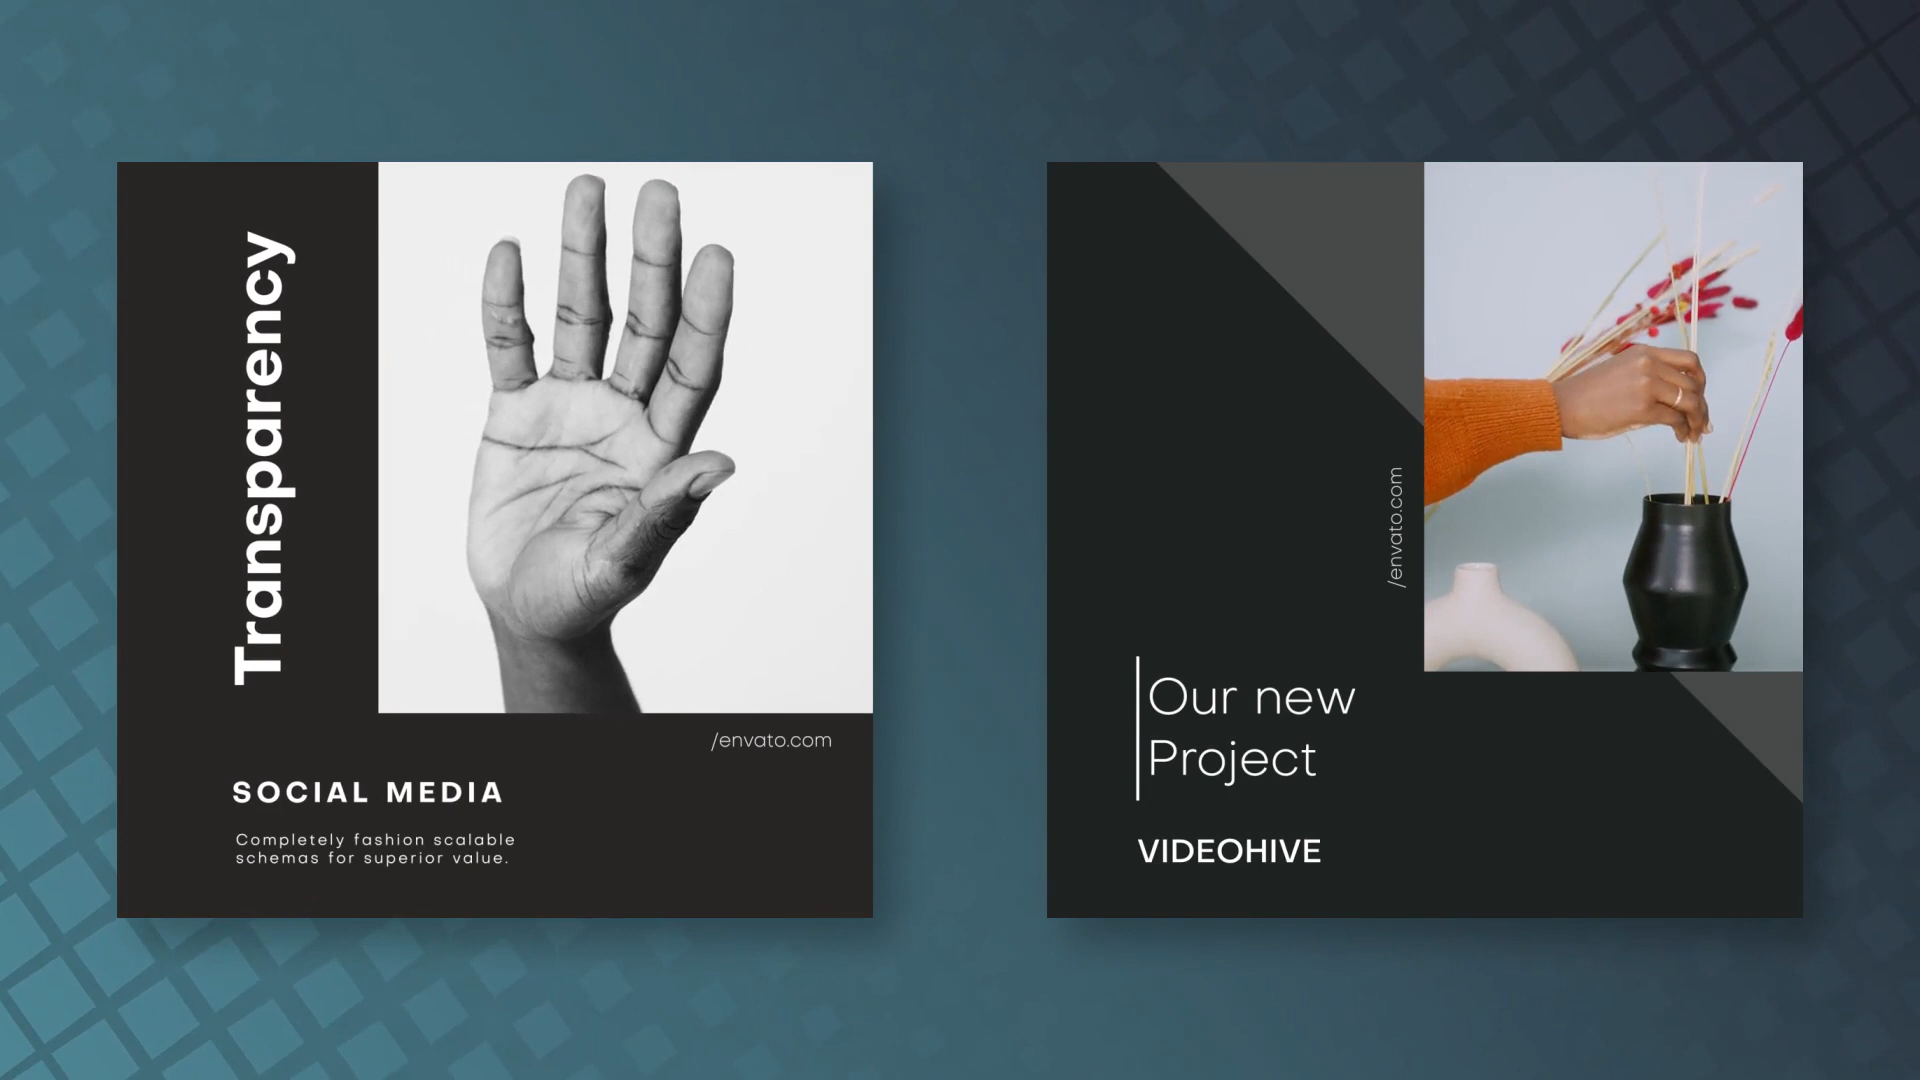 Transparency
/envato.com
SOCIAL MEDIA
Completely fashion scalable
schemas for superior value.
/envato.com
Our new
Project
VIDEOHIVE